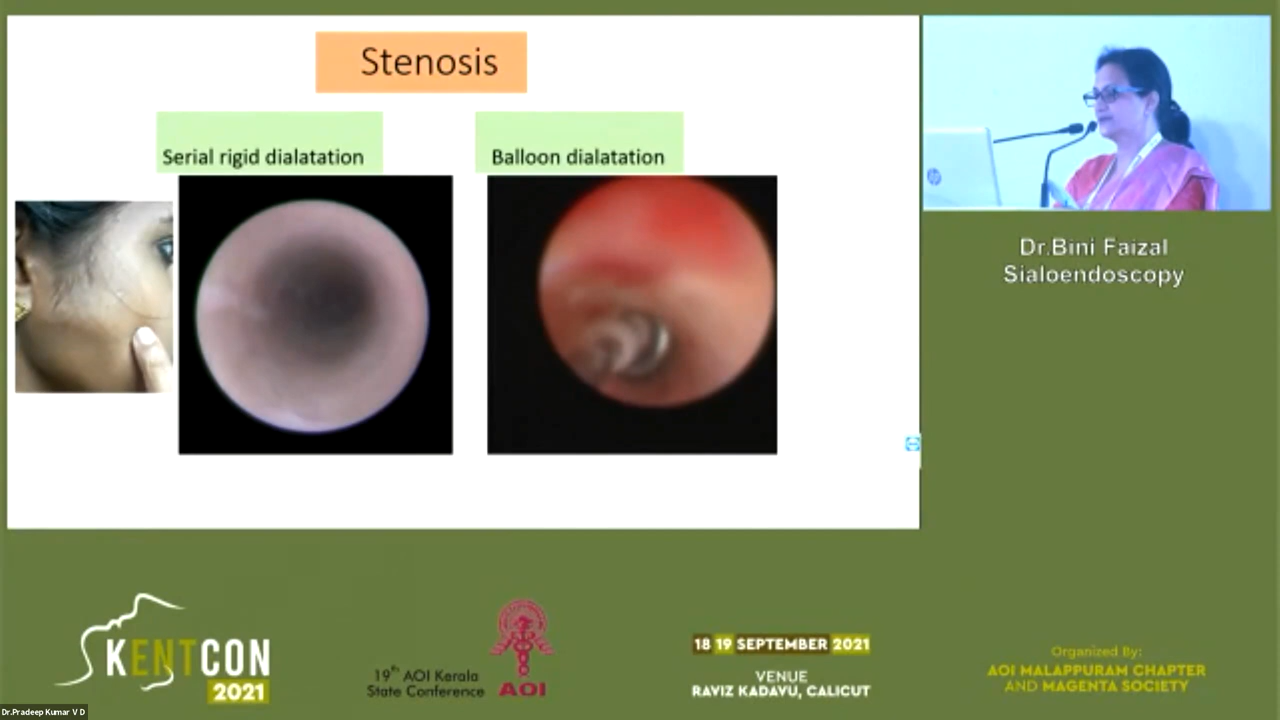 Stenosis
Serial rigid dialatation
Balloon dialatation
Dr.Bini Faizal
Sialoendoscopy
hp
KENTCON
2021
19th AOI Kerala
State Conference
AOI
18 19 SEPTEMBER 2021
VENUE
RAVIZ KADAVU, CALICUT
Organized By:
AOI MALAPPURAM CHAPTER
AND MAGENTA SOCIETY
Dr.Pradeep Kumar V D